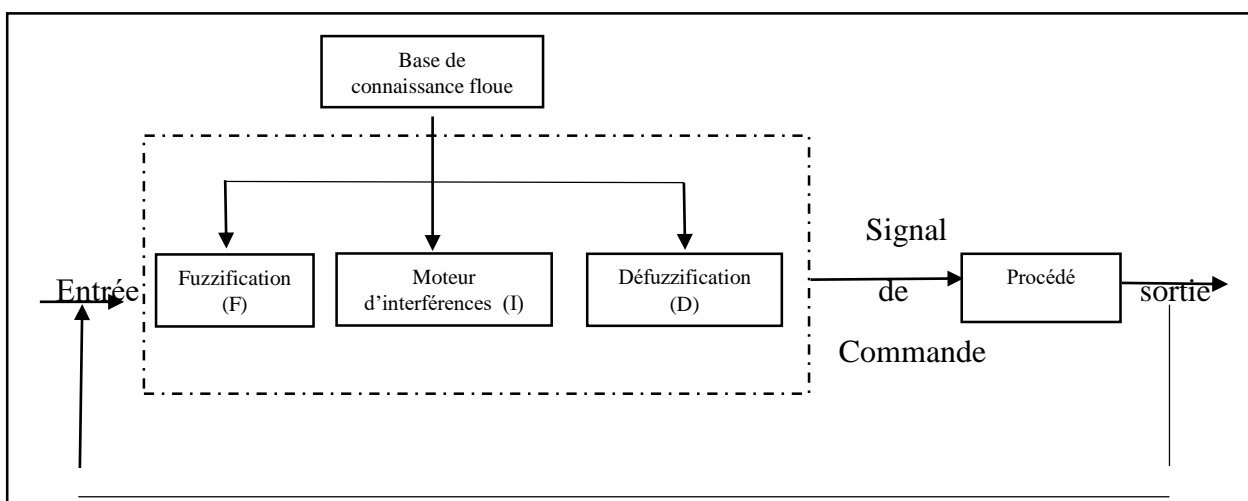 Base de
connaissance floue
Entrée
Fuzzification
(F)
Moteur
d’interférences (I)
Défuzzification
(D)
Signal
de
Commande
Procédé
sortie